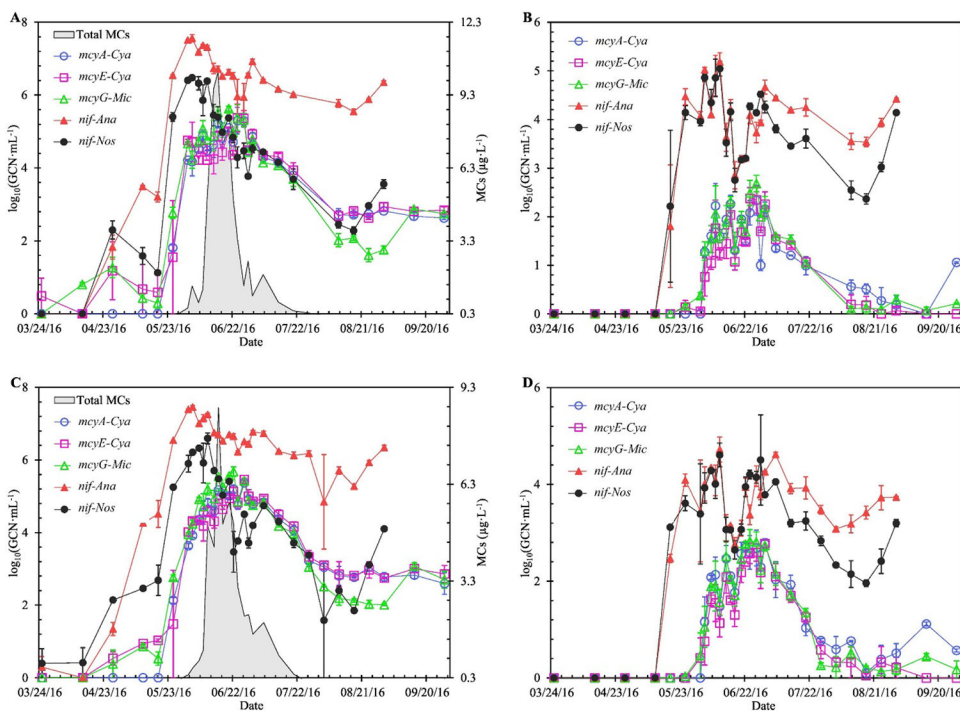 A
8
6
4
2
0
12.3
9.3
6.3
3.3
0.3
log₁₀(GCN·mL⁻¹)
MCs (μg·L⁻¹)
Total MCs
mcyA-Cya
mcyE-Cya
mcyG-Mic
nif-Ana
nif-Nos
03/24/16 04/23/16 05/23/16 06/22/16 07/22/16 08/21/16 09/20/16
Date
B
6
5
4
3
2
1
0
log₁₀(GCN·mL⁻¹)
mcyA-Cya
mcyE-Cya
mcyG-Mic
nif-Ana
nif-Nos
03/24/16 04/23/16 05/23/16 06/22/16 07/22/16 08/21/16 09/20/16
Date
C
8
6
4
2
0
9.3
6.3
3.3
0.3
log₁₀(GCN·mL⁻¹)
MCs (μg·L⁻¹)
Total MCs
mcyA-Cya
mcyE-Cya
mcyG-Mic
nif-Ana
nif-Nos
03/24/16 04/23/16 05/23/16 06/22/16 07/22/16 08/21/16 09/20/16
Date
D
6
4
2
0
log₁₀(GCN·mL⁻¹)
mcyA-Cya
mcyE-Cya
mcyG-Mic
nif-Ana
nif-Nos
03/24/16 04/23/16 05/23/16 06/22/16 07/22/16 08/21/16 09/20/16
Date